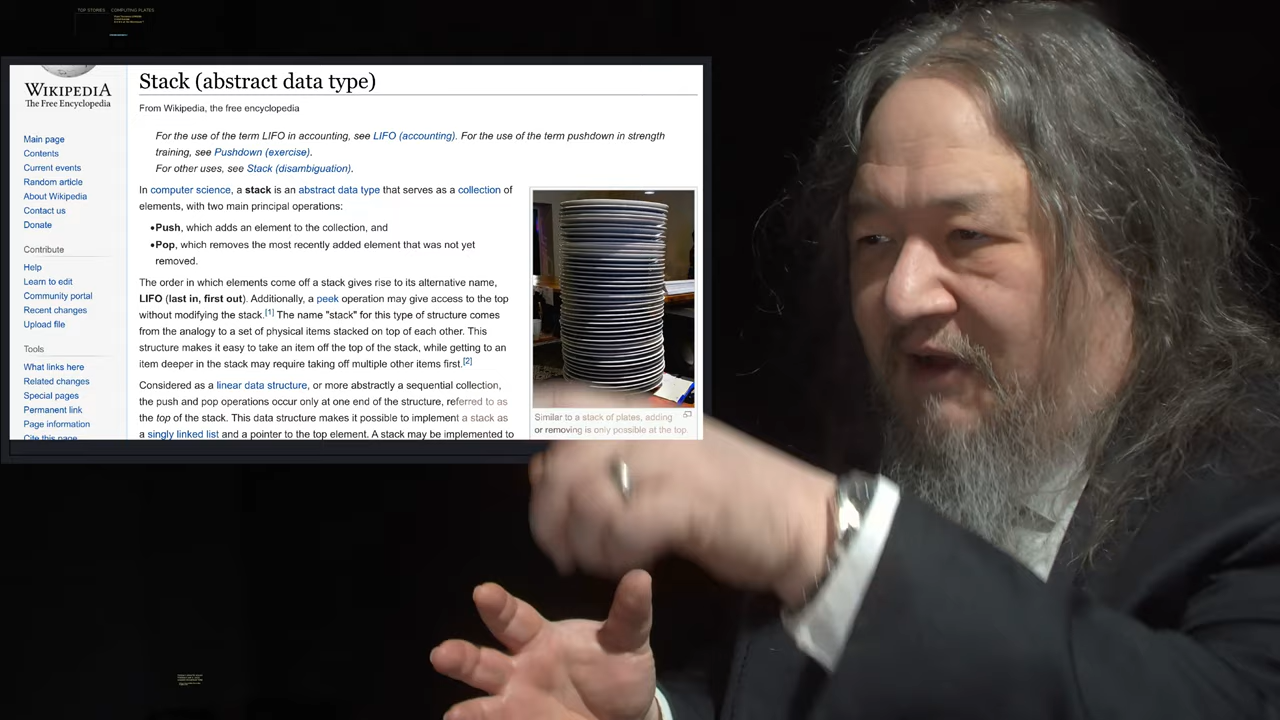 TOP STORIES COMPUTING PLATES
WIKIPEDIA
The Free Encyclopedia
Main page
Contents
Current events
Random article
About Wikipedia
Contact us
Donate
Contribute
Help
Learn to edit
Community portal
Recent changes
Upload file
Tools
What links here
Related changes
Special pages
Permanent link
Page information
Cite this page
Stack (abstract data type)
From Wikipedia, the free encyclopedia
For the use of the term LIFO in accounting, see LIFO (accounting). For the use of the term pushdown in strength
training, see Pushdown (exercise).
For other uses, see Stack (disambiguation).
In computer science, a stack is an abstract data type that serves as a collection of
elements, with two main principal operations:
•Push, which adds an element to the collection, and
•Pop, which removes the most recently added element that was not yet
removed.
The order in which elements come off a stack gives rise to its alternative name,
LIFO (last in, first out). Additionally, a peek operation may give access to the top
without modifying the stack.[1] The name "stack" for this type of structure comes
from the analogy to a set of physical items stacked on top of each other. This
structure makes it easy to take an item off the top of the stack, while getting to an
item deeper in the stack may require taking off multiple other items first.[2]
Considered as a linear data structure, or more abstractly a sequential collection,
the push and pop operations occur only at one end of the structure, referred to as
the top of the stack. This data structure makes it possible to implement a stack as
a singly linked list and a pointer to the top element. A stack may be implemented to
Similar to a stack of plates, adding
or removing is only possible at the top.